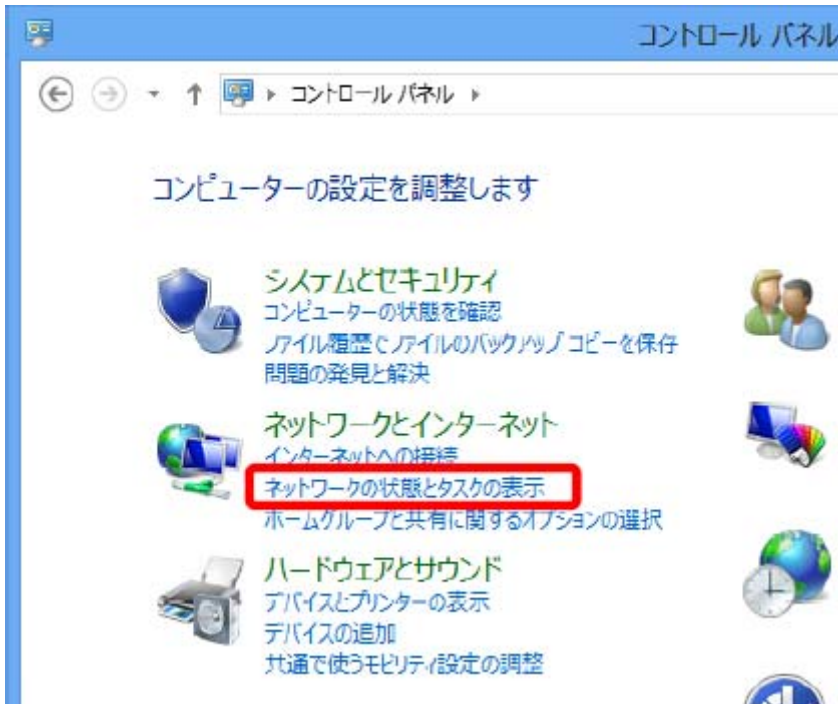 コントロール パネル
コントロール パネル
コンピューターの設定を調整します
システムとセキュリティ
コンピューターの状態を確認
ファイル履歴でファイルのバックアップ コピーを保存
問題の発見と解決
ネットワークとインターネット
インターネットへの接続
ネットワークの状態とタスクの表示
ホームグループと共有に関するオプションの選択
ハードウェアとサウンド
デバイスとプリンターの表示
デバイスの追加
共通で使うモビリティ設定の調整